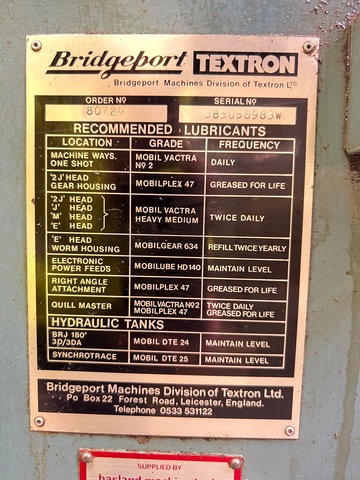 Bridgeport TEXTRON
Bridgeport Machines Division of Textron LTD.
ORDER Nº SERIAL Nº
RECOMMENDED LUBRICANTS
LOCATION GRADE FREQUENCY
MACHINE WAYS. ONE SHOT MOBIL VACTRA Nº 2 DAILY
'2J' HEAD GEAR HOUSING MOBILPLEX 47 GREASED FOR LIFE
'2J' HEAD
'J' HEAD
'M' HEAD
'E' HEAD
MOBIL VACTRA HEAVY MEDIUM TWICE DAILY
'E' HEAD WORM HOUSING MOBILGEAR 634 REFILL TWICE YEARLY
ELECTRONIC POWER FEEDS MOBILUBE HD140 MAINTAIN LEVEL
RIGHT ANGLE ATTACHMENT MOBILPLEX 47 GREASED FOR LIFE
QUILL MASTER MOBILVACTRA Nº2 MOBILPLEX 47 TWICE DAILY GREASED FOR LIFE
HYDRAULIC TANKS
BRJ 180° 3D/3DA MOBIL DTE 24 MAINTAIN LEVEL
SYNCHROTRACE MOBIL DTE 25 MAINTAIN LEVEL
Bridgeport Machines Division of Textron Ltd.
Po Box 22 Forest Road, Leicester, England.
Telephone 0533 531122
SUPPLIED BY